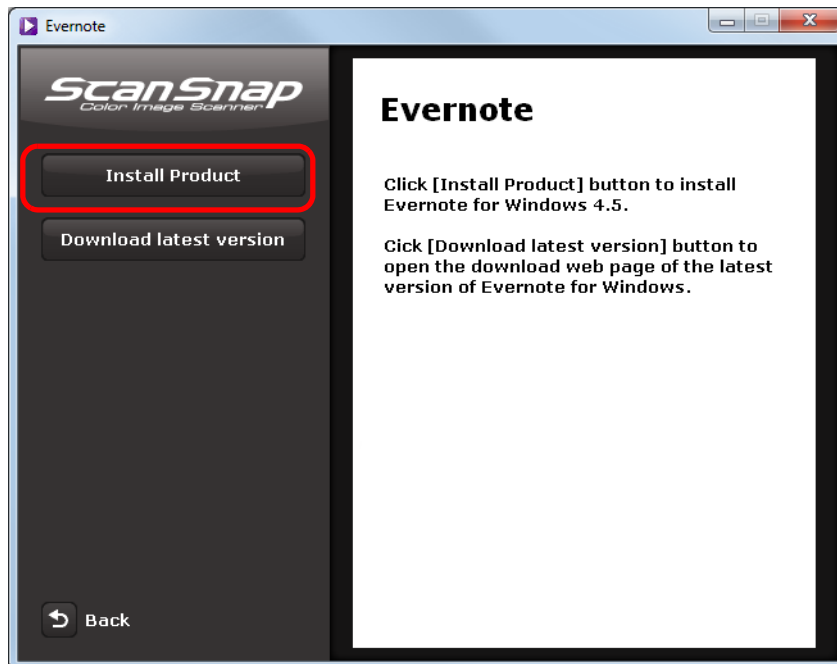 Evernote
ScanSnap
Color Image Scanner
Install Product
Download latest version
Back
Evernote
Click [Install Product] button to install
Evernote for Windows 4.5.
Cick [Download latest version] button to
open the download web page of the latest
version of Evernote for Windows.